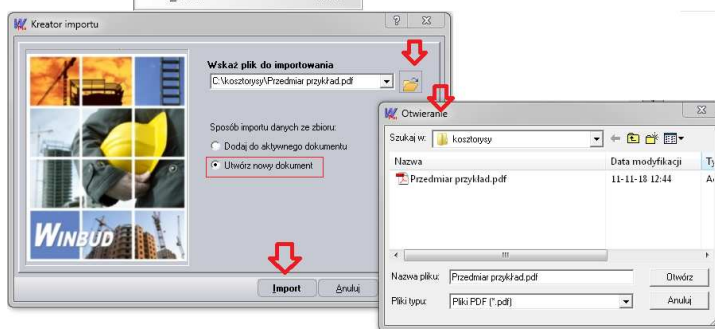 Kreator importu
Wskaż plik do importowania
C:\kosztorysy\Przedmiar przykład.pdf
Sposób importu danych ze zbioru:
Dodaj do aktywnego dokumentu
Utwórz nowy dokument
WINBUD
Import
Anuluj
Otwieranie
Szukaj w:
kosztorysy
Nazwa
Data modyfikacji
Przedmiar przykład.pdf
11-11-18 12:44
Nazwa pliku:
Przedmiar przykład.pdf
Otwórz
Pliki typu:
Pliki PDF (*.pdf)
Anuluj